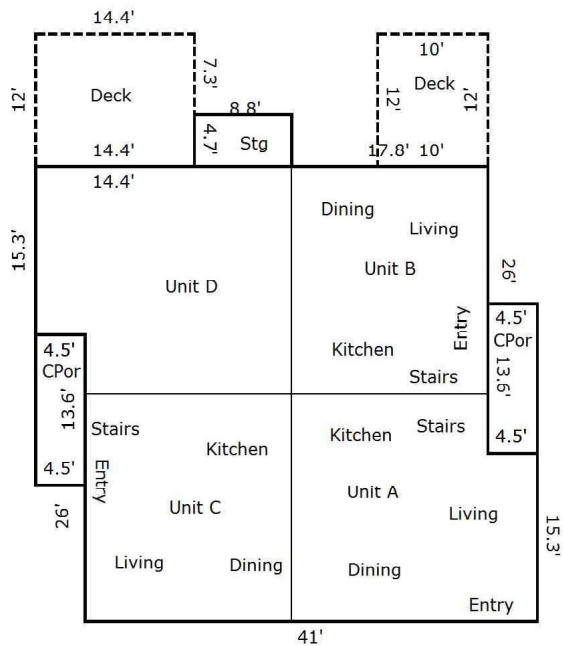 14.4'
10'
7.3'
Deck
12'
Deck
12'
12'
8.8'
4.7'
Stg
14.4'
17.8'
10'
14.4'
Dining
Living
15.3'
Unit B
26'
Unit D
4.5'
CPor
Entry
4.5'
CPor
Kitchen
13.6'
Stairs
13.6'
Stairs
Kitchen
Stairs
4.5'
Kitchen
4.5'
Entry
Unit A
Unit C
26'
Living
15.3'
Living
Dining
Dining
Entry
41'